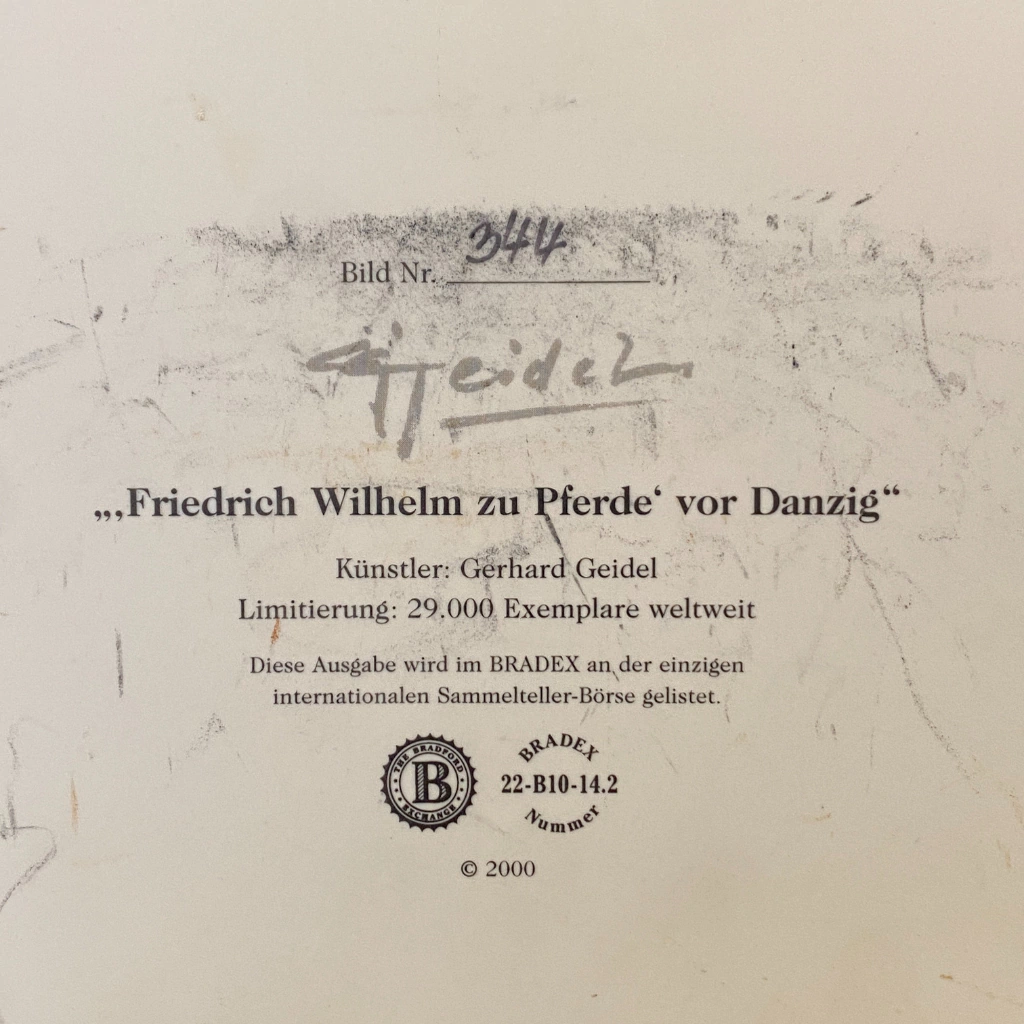 Bild Nr. 344
Geidel
„‚Friedrich Wilhelm zu Pferde‘ vor Danzig“
Künstler: Gerhard Geidel
Limitierung: 29.000 Exemplare weltweit
Diese Ausgabe wird im BRADEX an der einzigen
internationalen Sammelteller-Börse gelistet.
THE BRADFORD
B
EXCHANGE
BRADEX
22-B10-14.2
Nummer
© 2000